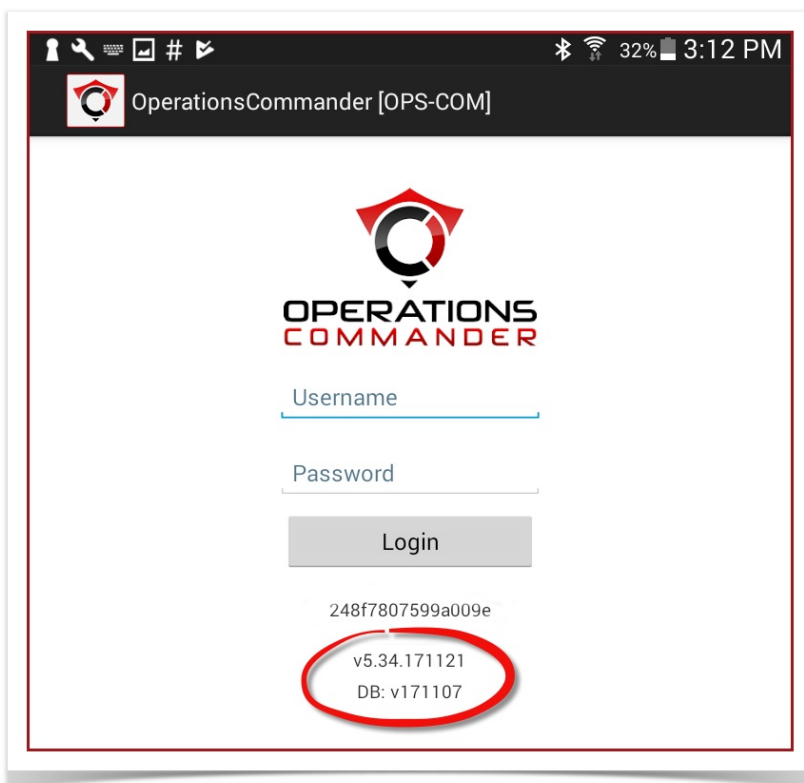 # 32% 3:12 PM
OperationsCommander [OPS-COM]
OPERATIONS
COMMANDER
Username
Password
Login
248f7807599a009e
v5.34.171121
DB: v171107